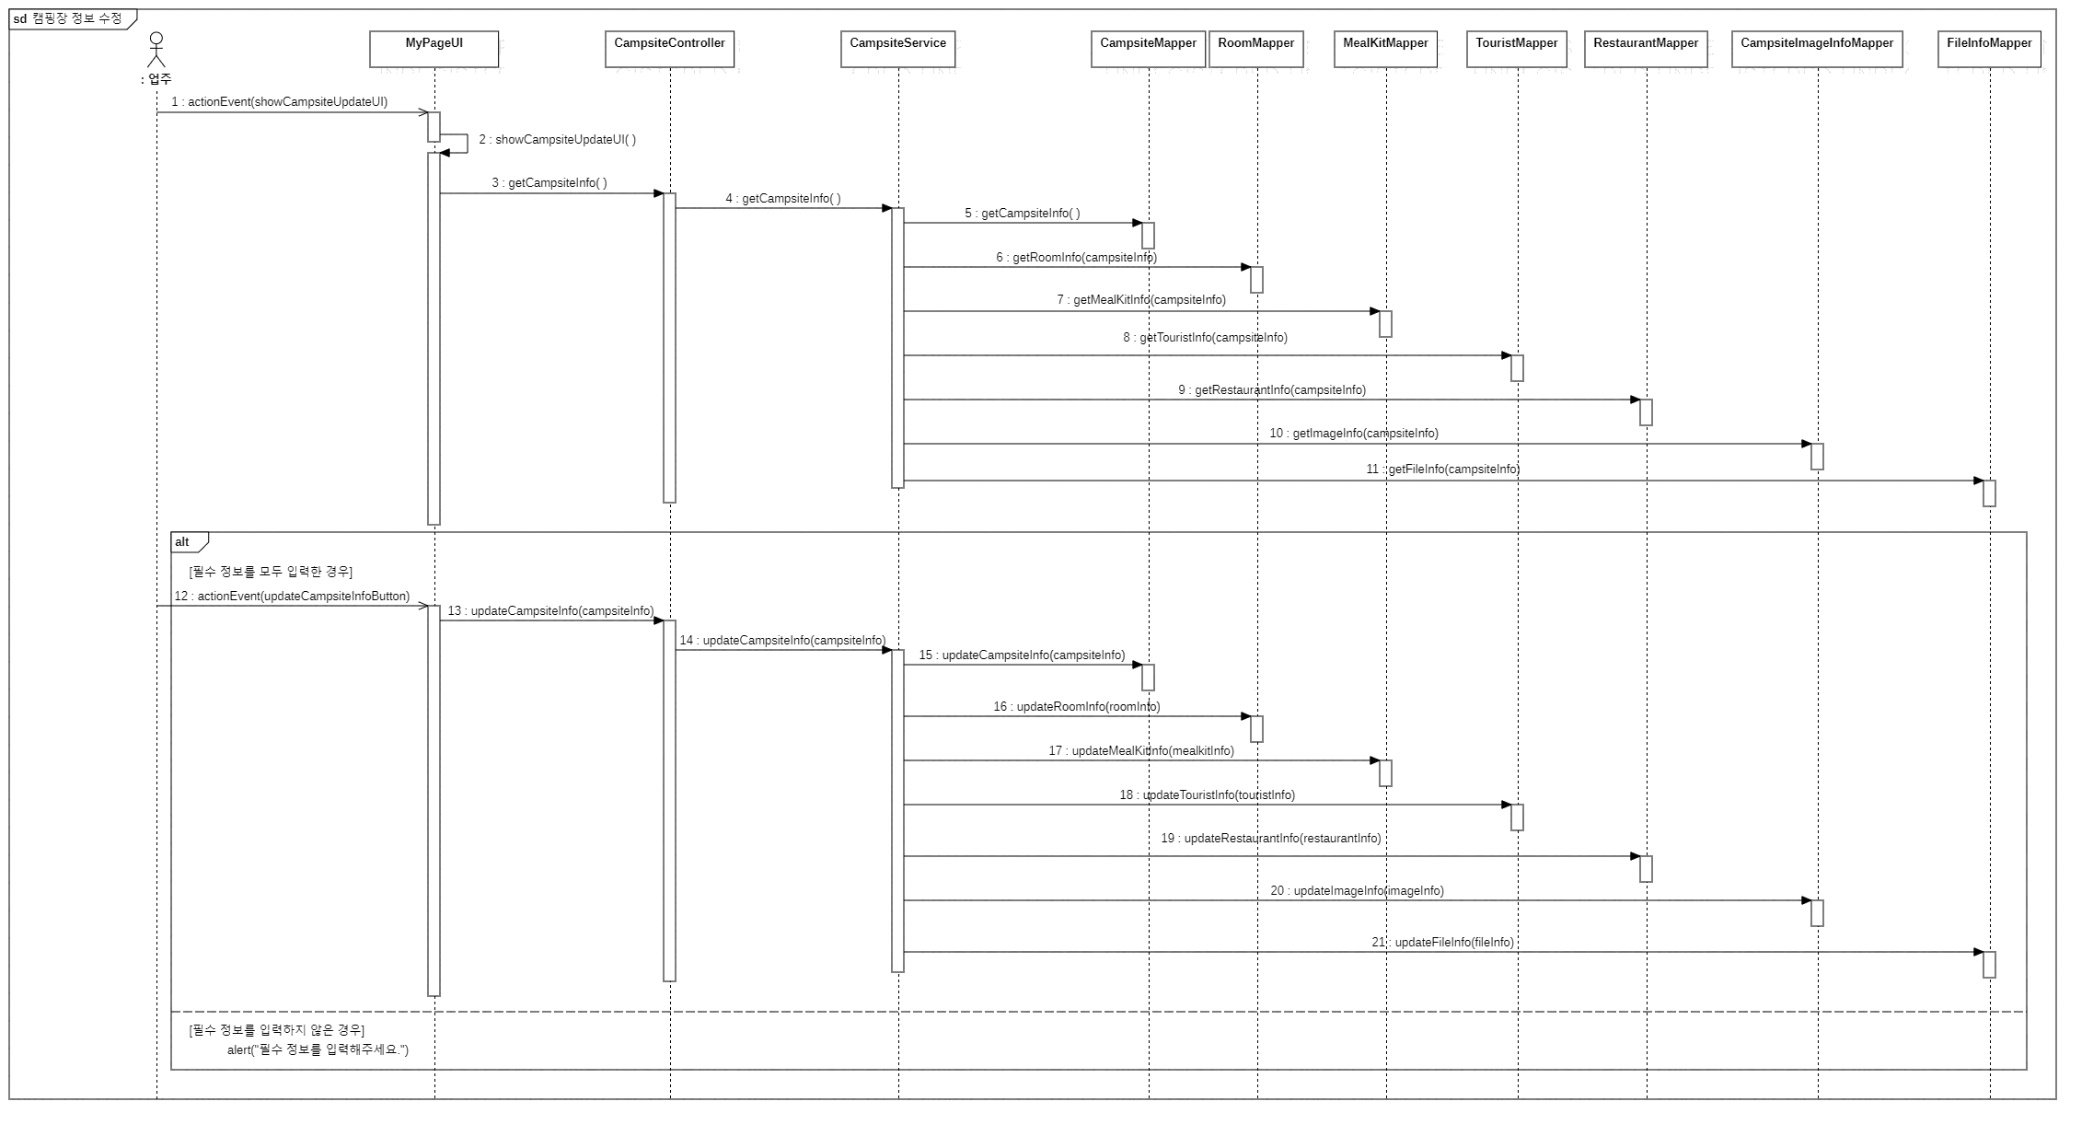 sd 캠핑장 정보 수정
: 업주
MyPageUI
CampsiteController
CampsiteService
CampsiteMapper
RoomMapper
MealKitMapper
TouristMapper
RestaurantMapper
CampsiteImageInfoMapper
FileInfoMapper
1 : actionEvent(showCampsiteUpdateUI)
2 : showCampsiteUpdateUI( )
3 : getCampsiteInfo( )
4 : getCampsiteInfo( )
5 : getCampsiteInfo( )
6 : getRoomInfo(campsiteInfo)
7 : getMealKitInfo(campsiteInfo)
8 : getTouristInfo(campsiteInfo)
9 : getRestaurantInfo(campsiteInfo)
10 : getImageInfo(campsiteInfo)
11 : getFileInfo(campsiteInfo)
alt
[필수 정보를 모두 입력한 경우]
12 : actionEvent(updateCampsiteInfoButton)
13 : updateCampsiteInfo(campsiteInfo)
14 : updateCampsiteInfo(campsiteInfo)
15 : updateCampsiteInfo(campsiteInfo)
16 : updateRoomInfo(roomInfo)
17 : updateMealKitInfo(mealkitInfo)
18 : updateTouristInfo(touristInfo)
19 : updateRestaurantInfo(restaurantInfo)
20 : updateImageInfo(imageInfo)
21 : updateFileInfo(fileInfo)
[필수 정보를 입력하지 않은 경우]
alert("필수 정보를 입력해주세요.")